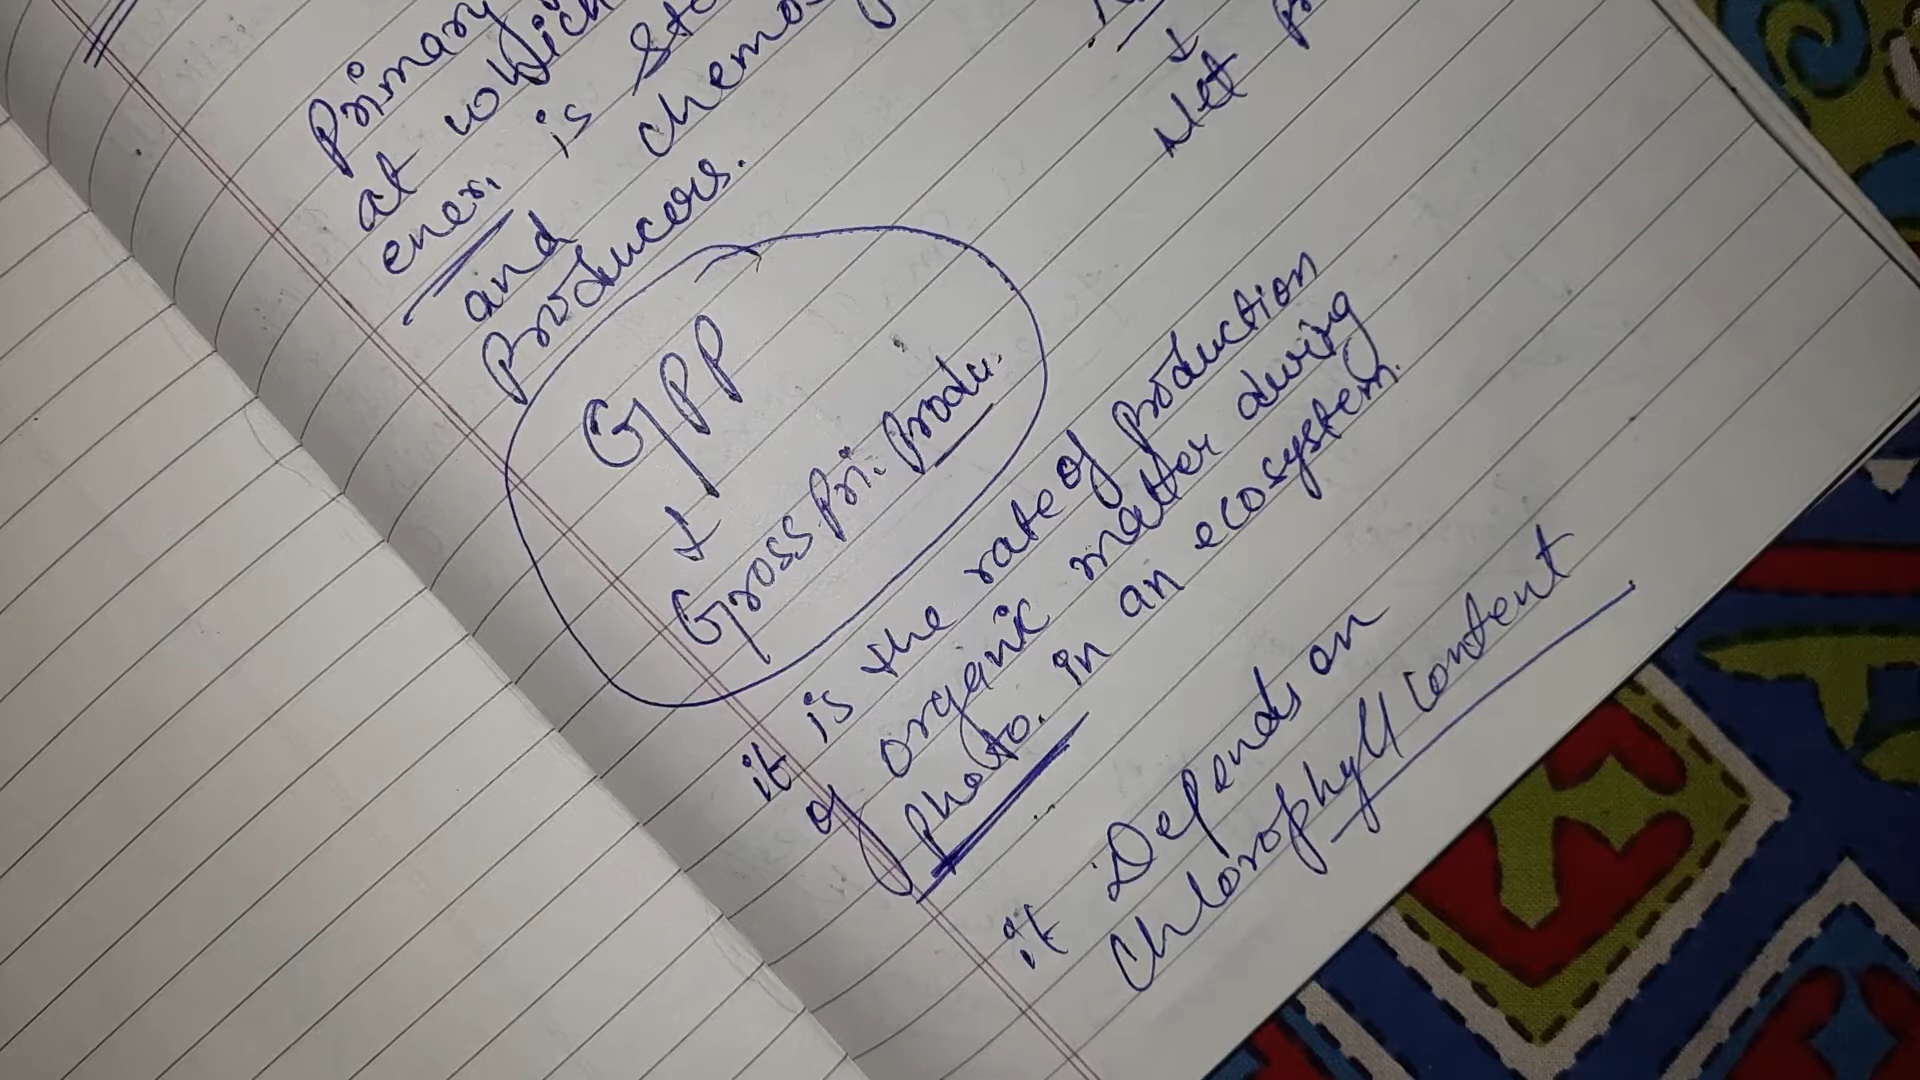 Primary
at which
ener. is sto
and chemo
Producers.
GPP
↓
Gross Pri. Produ.
it is the rate of production
of organic matter during
photo. in an ecosystem.
it Depends on
Chlorophyll content
↓
Net p